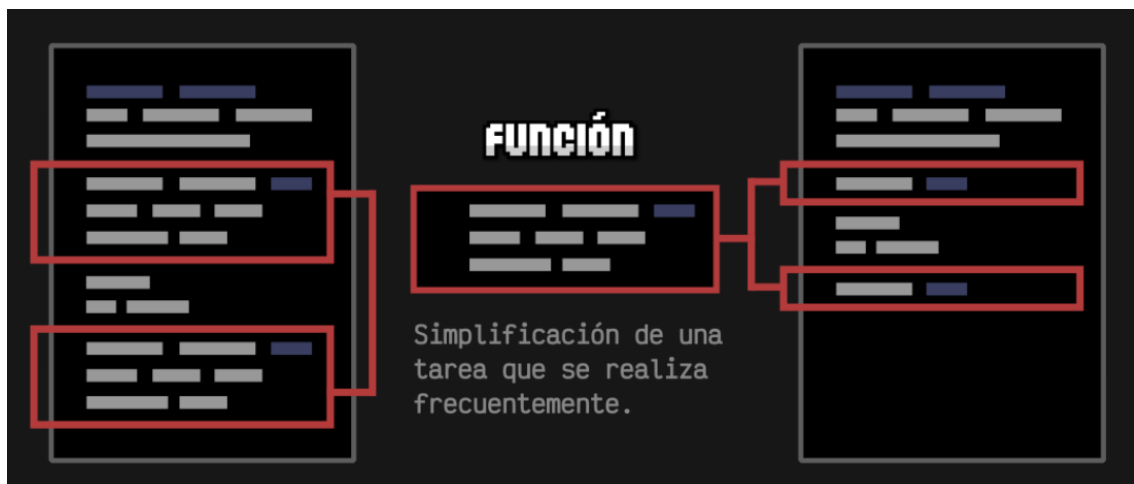 FUNCIÓN
Simplificación de una
tarea que se realiza
frecuentemente.